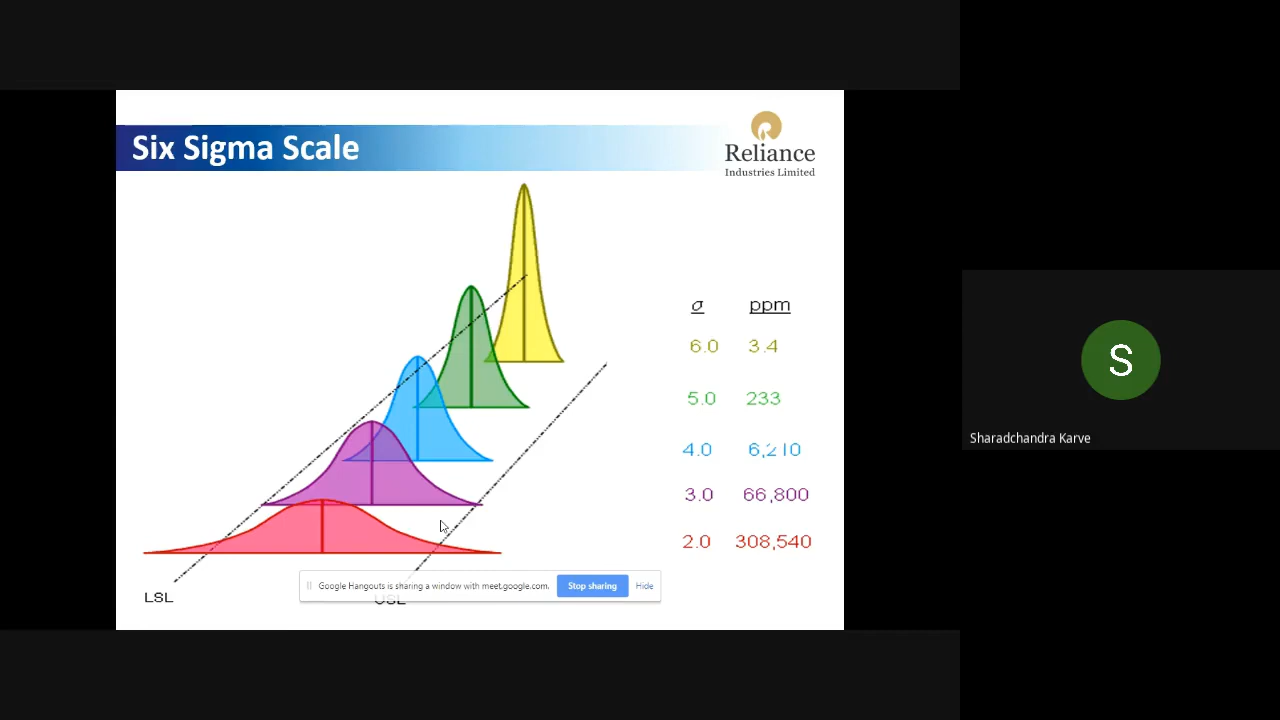 Six Sigma Scale
Reliance
Industries Limited
σ ppm
6.0 3.4
5.0 233
4.0 6,210
3.0 66,800
2.0 308,540
LSL
USL
Google Hangouts is sharing a window with meet.google.com.
Stop sharing
Hide
S
Sharadchandra Karve